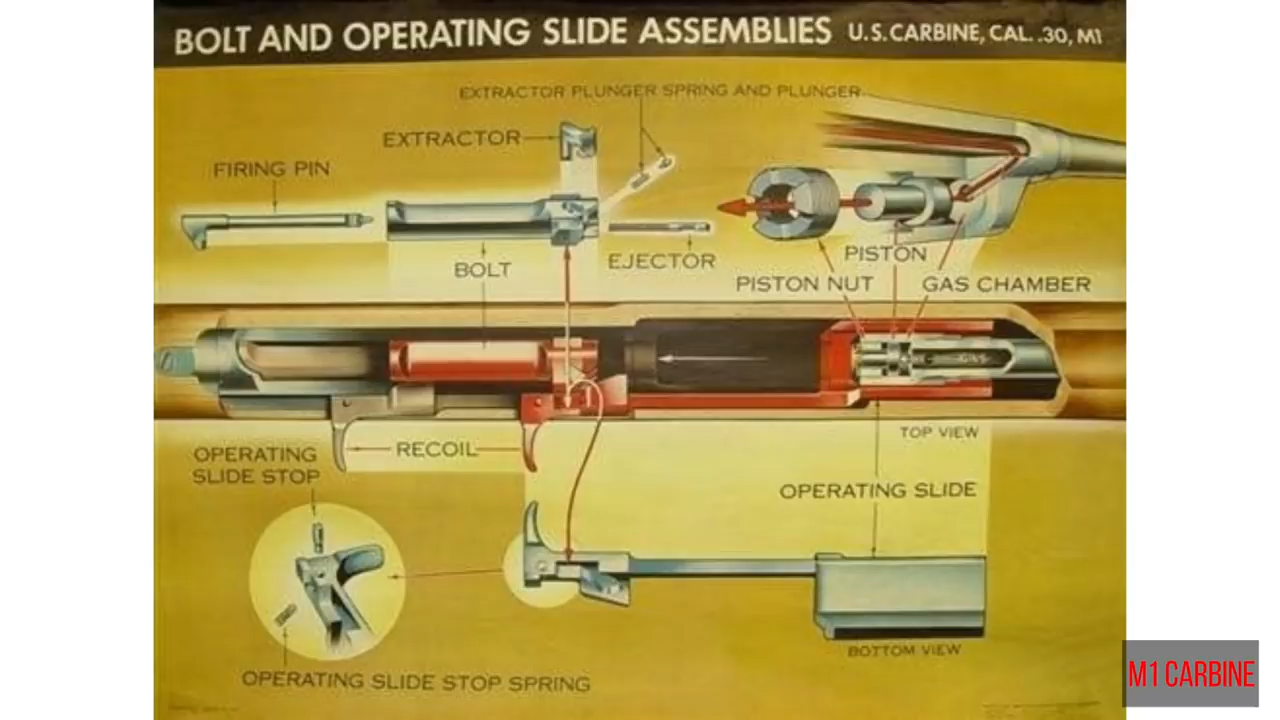 BOLT AND OPERATING SLIDE ASSEMBLIES U.S. CARBINE, CAL. .30, M1
EXTRACTOR PLUNGER SPRING AND PLUNGER
EXTRACTOR
FIRING PIN
BOLT
EJECTOR
PISTON
PISTON NUT
GAS CHAMBER
TOP VIEW
RECOIL
OPERATING
SLIDE STOP
OPERATING SLIDE
BOTTOM VIEW
OPERATING SLIDE STOP SPRING
M1 CARBINE